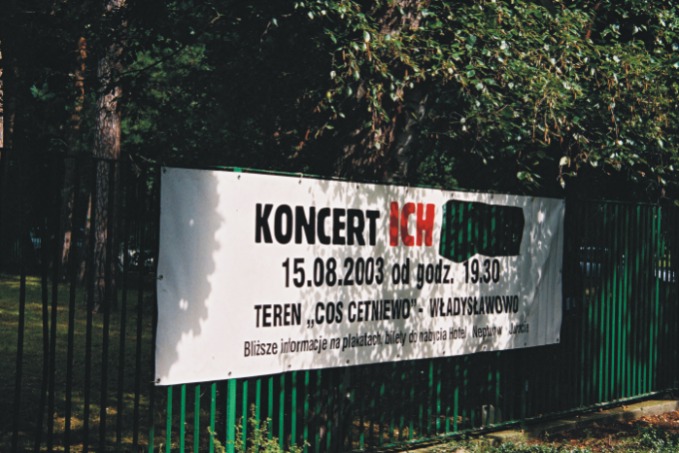 KONCERT ICH
15.08.2003 od godz. 19.30
TEREN „COS CETNIEWO" - WŁADYSŁAWOWO
Bliższe informacje na plakatach, bilety do nabycia Hotel